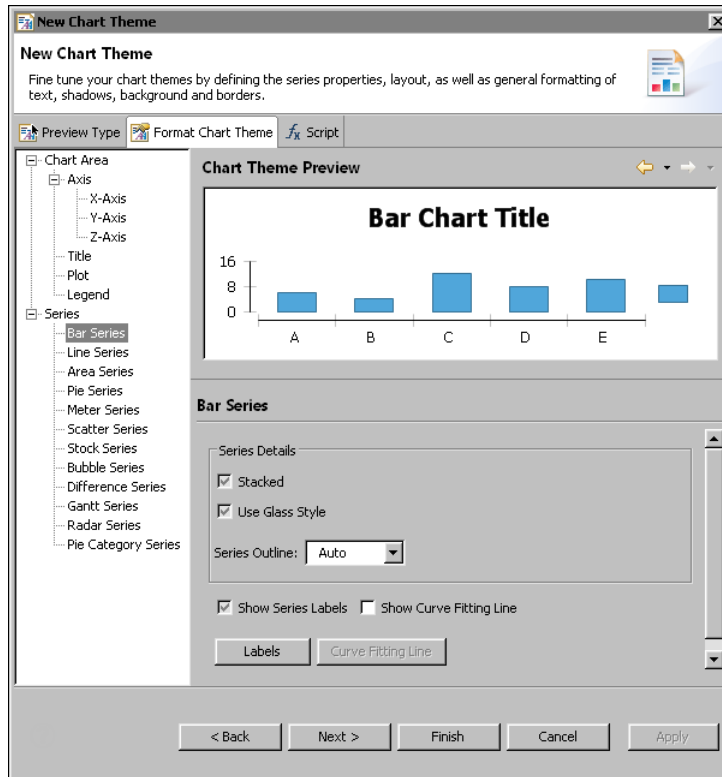 New Chart Theme
New Chart Theme
Fine tune your chart themes by defining the series properties, layout, as well as general formatting of
text, shadows, background and borders.
Preview Type
Format Chart Theme
fx Script
Chart Area
Axis
X-Axis
Y-Axis
Z-Axis
Title
Plot
Legend
Series
Bar Series
Line Series
Area Series
Pie Series
Meter Series
Scatter Series
Stock Series
Bubble Series
Difference Series
Gantt Series
Radar Series
Pie Category Series
Chart Theme Preview
Bar Chart Title
16
8
0
A B C D E
Bar Series
Series Details
Stacked
Use Glass Style
Series Outline: Auto
Show Series Labels Show Curve Fitting Line
Labels Curve Fitting Line
< Back Next > Finish Cancel Apply